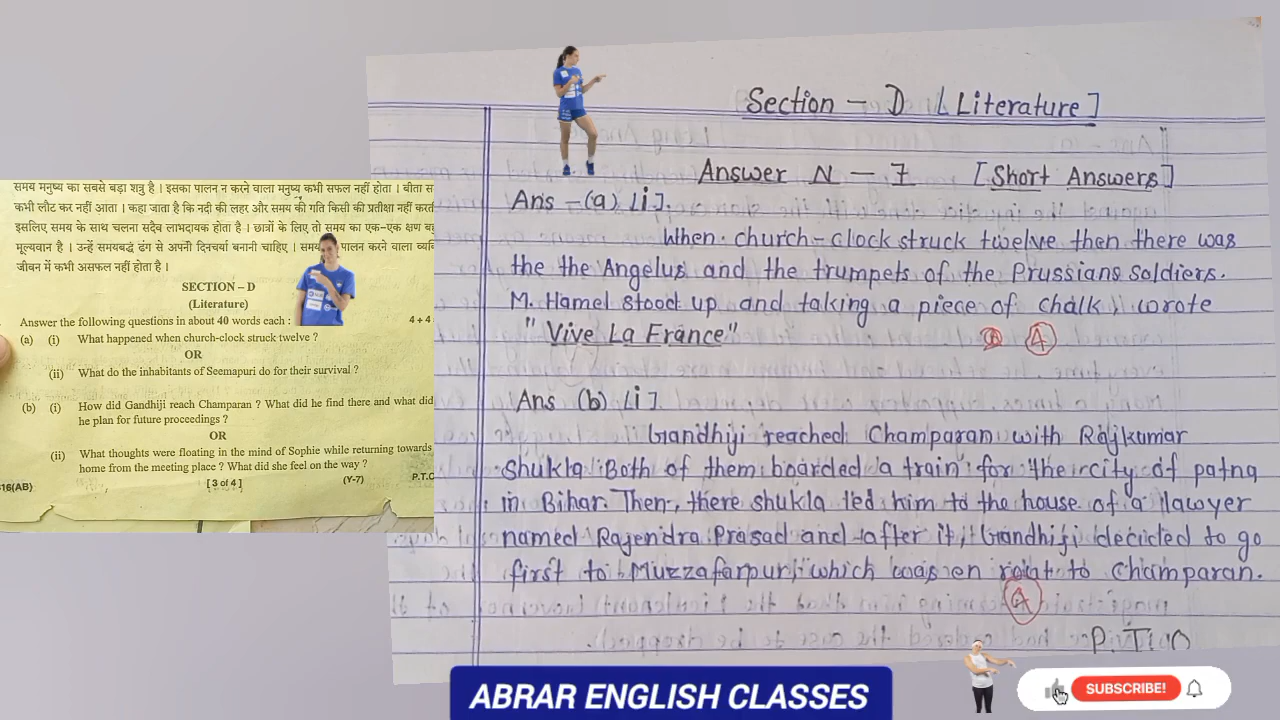 समय मनुष्य का सबसे बड़ा शत्रु है । इसका पालन न करने वाला मनुष्य कभी सफल नहीं होता । बीता स
कभी लौट कर नहीं आता । कहा जाता है कि नदी की लहर और समय की गति किसी की प्रतीक्षा नहीं करत
इसलिए समय के साथ चलना सदैव लाभदायक होता है । छात्रों के लिए तो समय का एक-एक क्षण बहु
मूल्यवान है । उन्हें समयबद्ध ढंग से अपनी दिनचर्या बनानी चाहिए । समय पालन करने वाला व्यक्ति
जीवन में कभी असफल नहीं होता है ।
SECTION – D
(Literature)
Answer the following questions in about 40 words each :
4 + 4
(a) (i) What happened when church-clock struck twelve ?
OR
(ii) What do the inhabitants of Seemapuri do for their survival ?
(b) (i) How did Gandhiji reach Champaran ? What did he find there and what did
he plan for future proceedings ?
OR
(ii) What thoughts were floating in the mind of Sophie while returning towards
home from the meeting place ? What did she feel on the way ?
16(AB)
[ 3 of 4 ]
(Y-7)
P.T.O
Section – D [Literature]
Answer N – 7 [Short Answers]
Ans – (a) [i].
When church-clock struck twelve then there was
the the Angelus and the trumpets of the Prussians soldiers.
M. Hamel stood up and taking a piece of chalk, wrote
"Vive La France"
4
Ans (b) [i].
Gandhiji reached Champaran with Rajkumar
Shukla. Both of them boarded a train for the city of patna
in Bihar. Then, there shukla led him to the house of a lawyer
named Rajendra Prasad and after it, Gandhiji decided to go
first to Muzzafarpur, which was en route to Champaran.
4
P.T.O
ABRAR ENGLISH CLASSES
SUBSCRIBE!